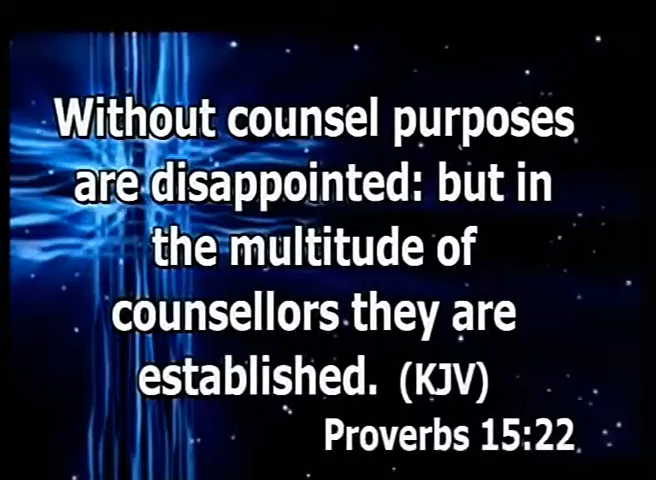 Without counsel purposes
are disappointed: but in
the multitude of
counsellors they are
established. (KJV)
Proverbs 15:22